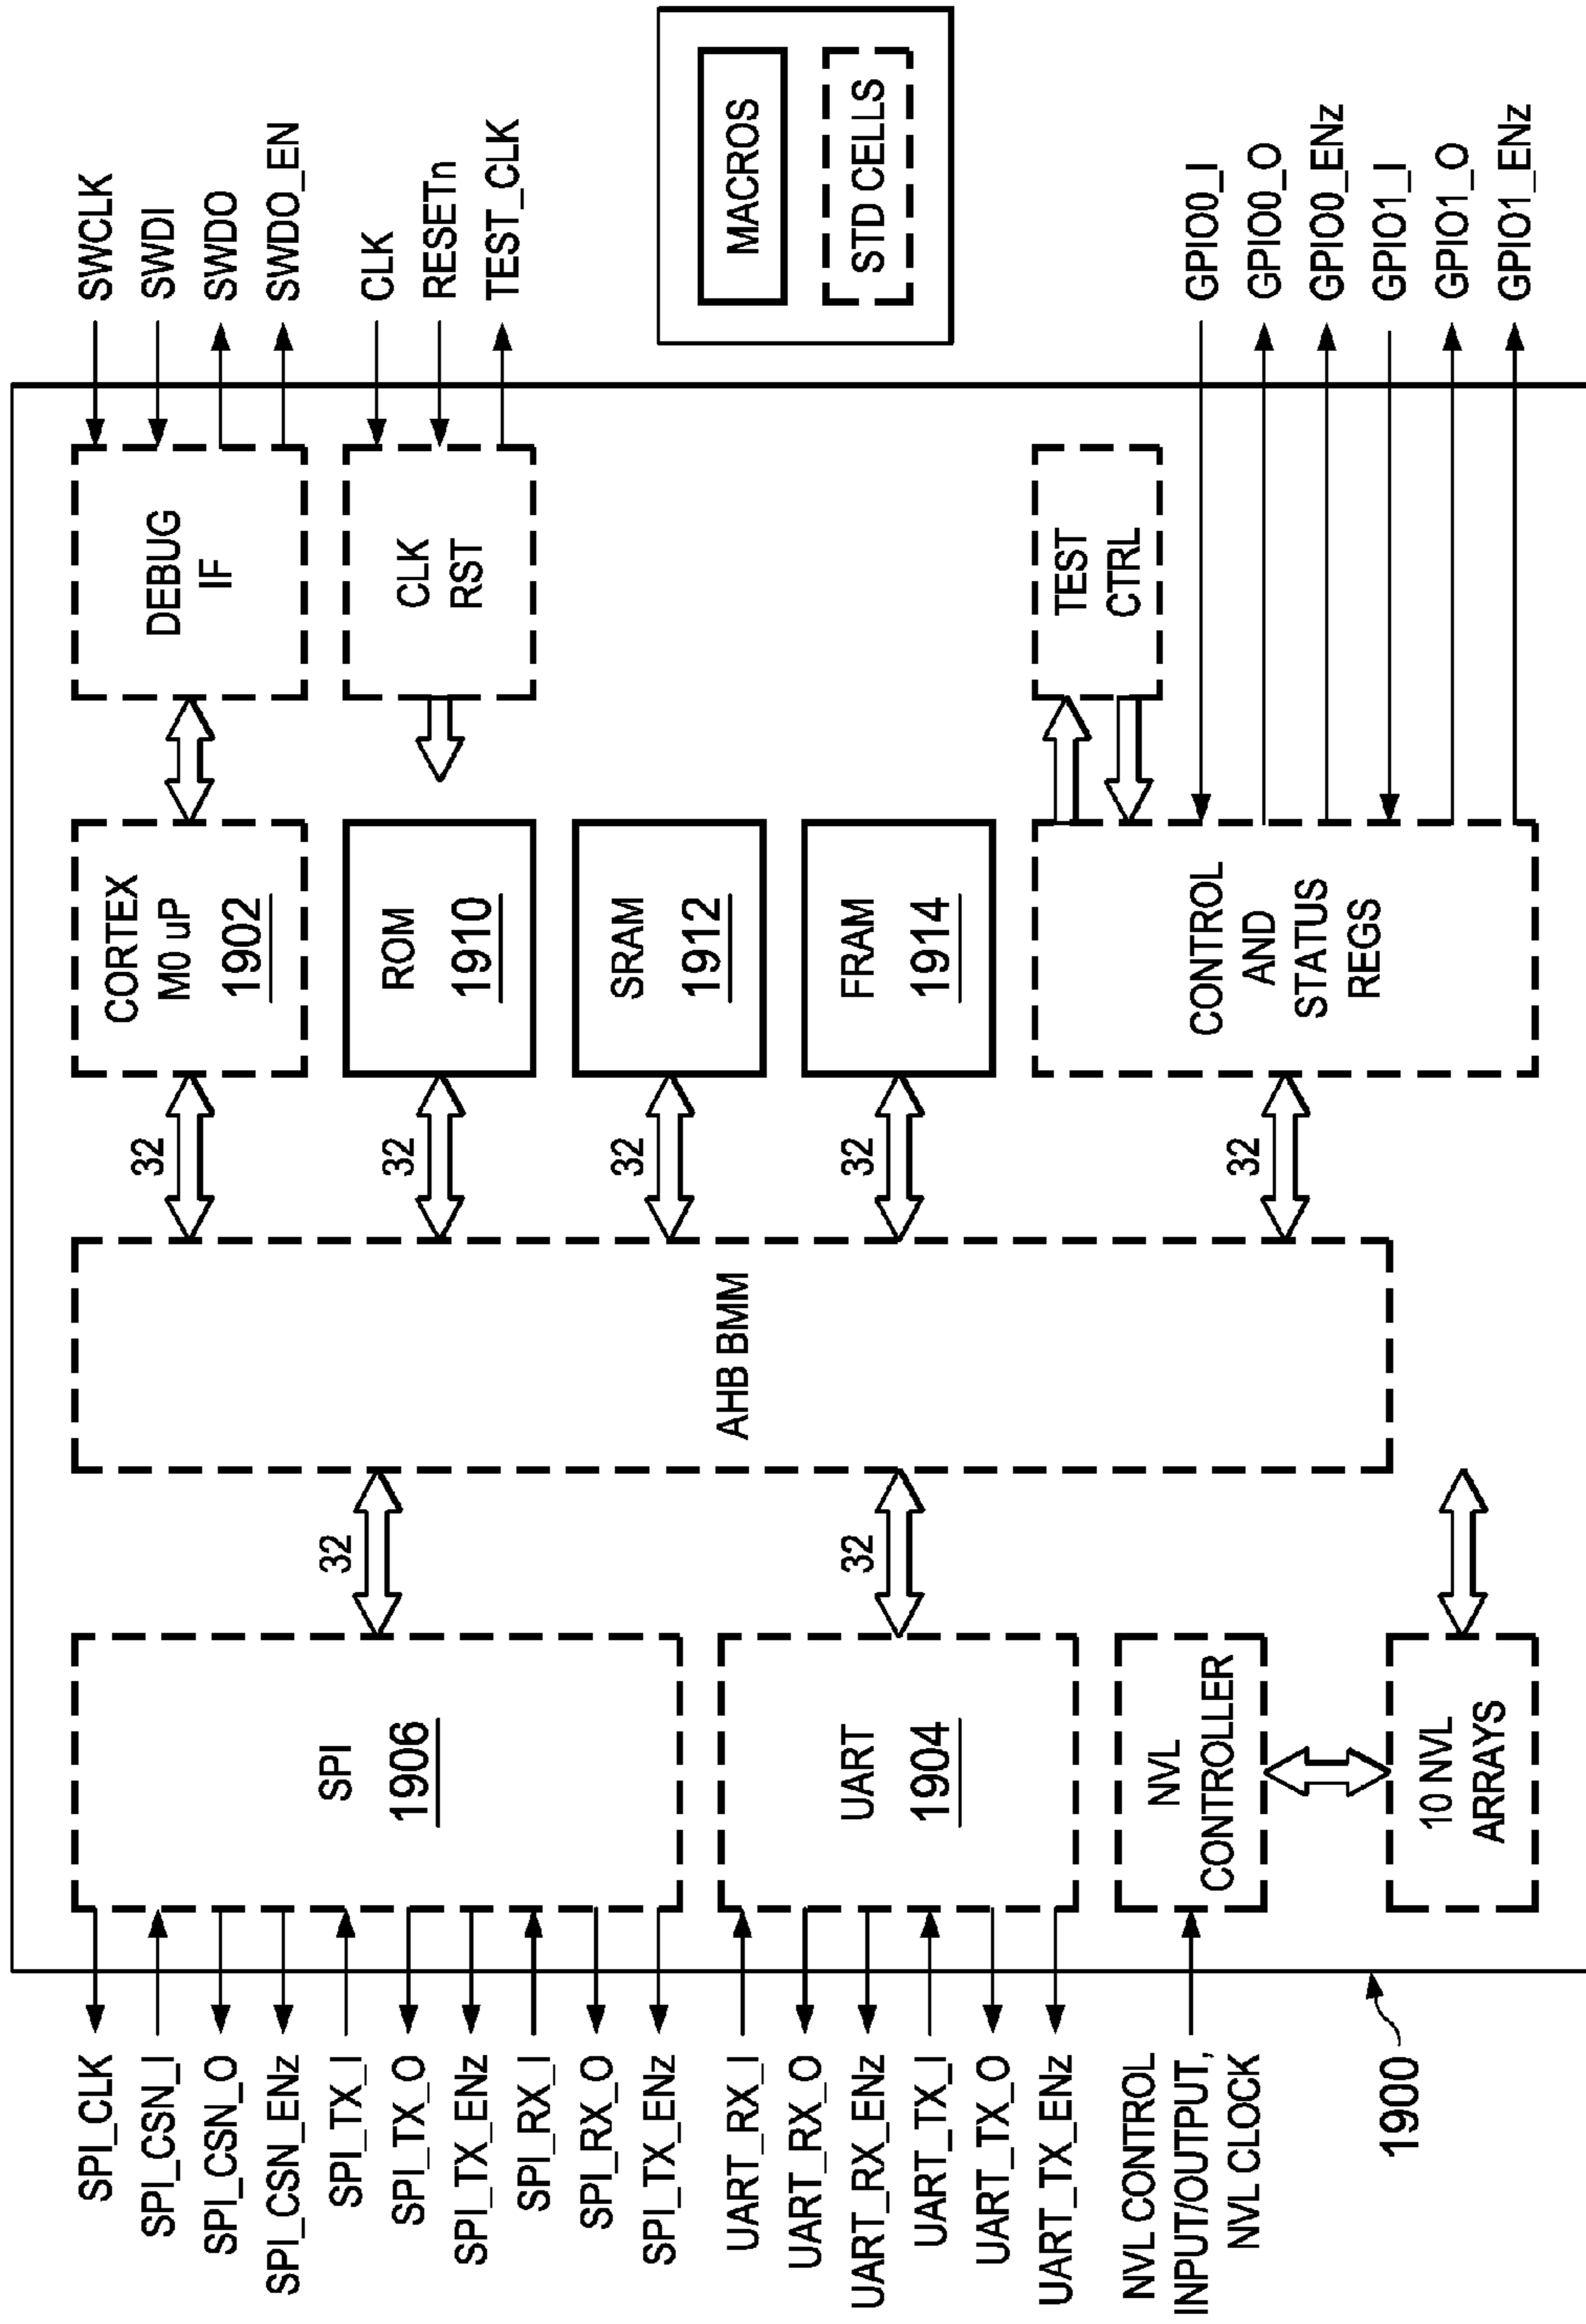 SPI_CLK
SPI_CSN_I
SPI_CSN_O
SPI_CSN_ENz
SPI_TX_I
SPI_TX_O
SPI_TX_ENz
SPI_RX_I
SPI_RX_O
SPI_TX_ENz
UART_RX_I
UART_RX_O
UART_RX_ENz
UART_TX_I
UART_TX_O
UART_TX_ENz
NVL CONTROL
INPUT/OUTPUT,
NVL CLOCK
1900
SPI
1906
UART
1904
NVL
CONTROLLER
10 NVL
ARRAYS
32
32
AHB BMM
32
32
32
32
32
CORTEX
M0 uP
1902
ROM
1910
SRAM
1912
FRAM
1914
CONTROL
AND
STATUS
REGS
DEBUG
IF
CLK
RST
TEST
CTRL
SWCLK
SWDI
SWDO
SWDO_EN
CLK
RESETn
TEST_CLK
MACROS
STD CELLS
GPIO0_I
GPIO0_O
GPIO0_ENz
GPIO1_I
GPIO1_O
GPIO1_ENz